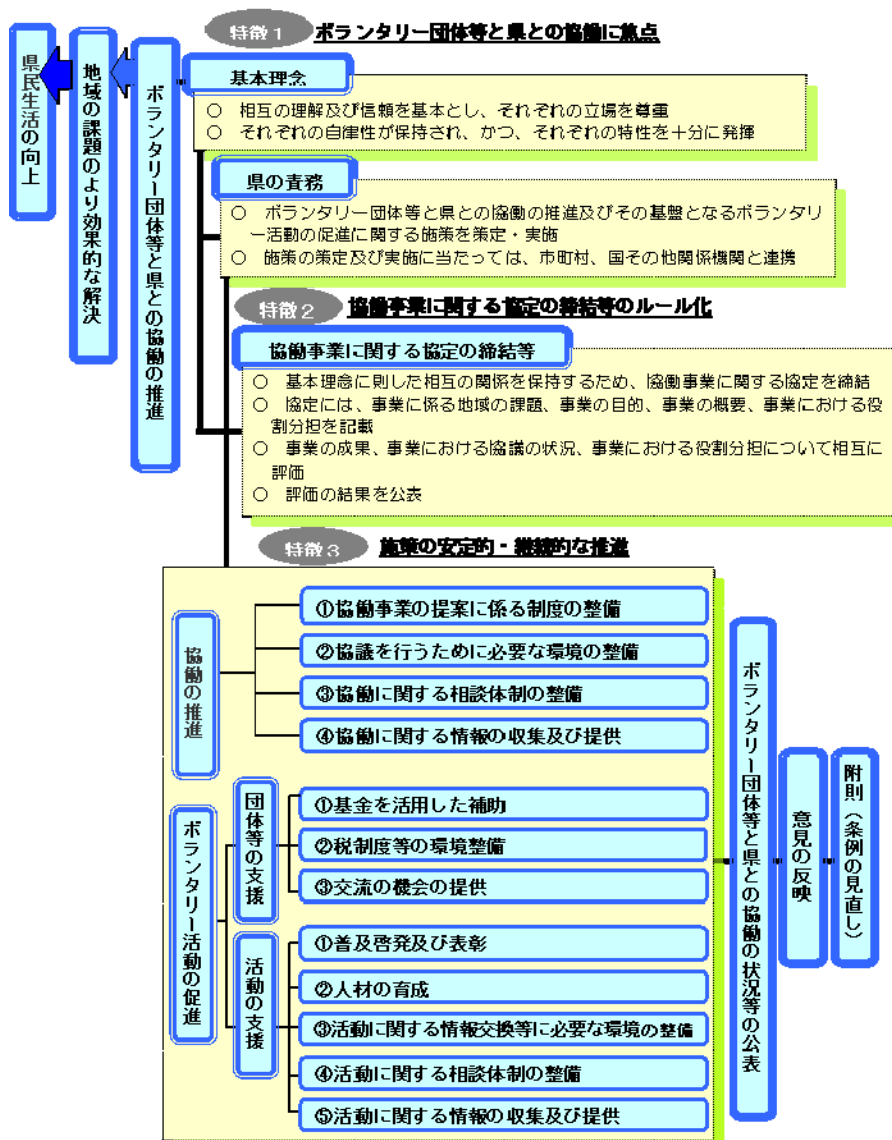 特徴1 ボランタリー団体等と県との協働に焦点
県民生活の向上
地域の課題のより効果的な解決
ボランタリー団体等と県との協働の推進
基本理念
○ 相互の理解及び信頼を基本とし、それぞれの立場を尊重
○ それぞれの自律性が保持され、かつ、それぞれの特性を十分に発揮
県の責務
○ ボランタリー団体等と県との協働の推進及びその基盤となるボランタリ
ー活動の促進に関する施策を策定・実施
○ 施策の策定及び実施に当たっては、市町村、国その他関係機関と連携
特徴2 協働事業に関する協定の締結等のルール化
協働事業に関する協定の締結等
○ 基本理念に則した相互の関係を保持するため、協働事業に関する協定を締結
○ 協定には、事業に係る地域の課題、事業の目的、事業の概要、事業における役
割分担を記載
○ 事業の成果、事業における協議の状況、事業における役割分担について相互に
評価
○ 評価の結果を公表
特徴3 施策の安定的・継続的な推進
協働の推進
①協働事業の提案に係る制度の整備
②協議を行うために必要な環境の整備
③協働に関する相談体制の整備
④協働に関する情報の収集及び提供
ボランタリー活動の促進
団体等の支援
①基金を活用した補助
②税制度等の環境整備
③交流の機会の提供
活動の支援
①普及啓発及び表彰
②人材の育成
③活動に関する情報交換等に必要な環境の整備
④活動に関する相談体制の整備
⑤活動に関する情報の収集及び提供
ボランタリー団体等と県との協働の状況等の公表
意見の反映
附則（条例の見直し）